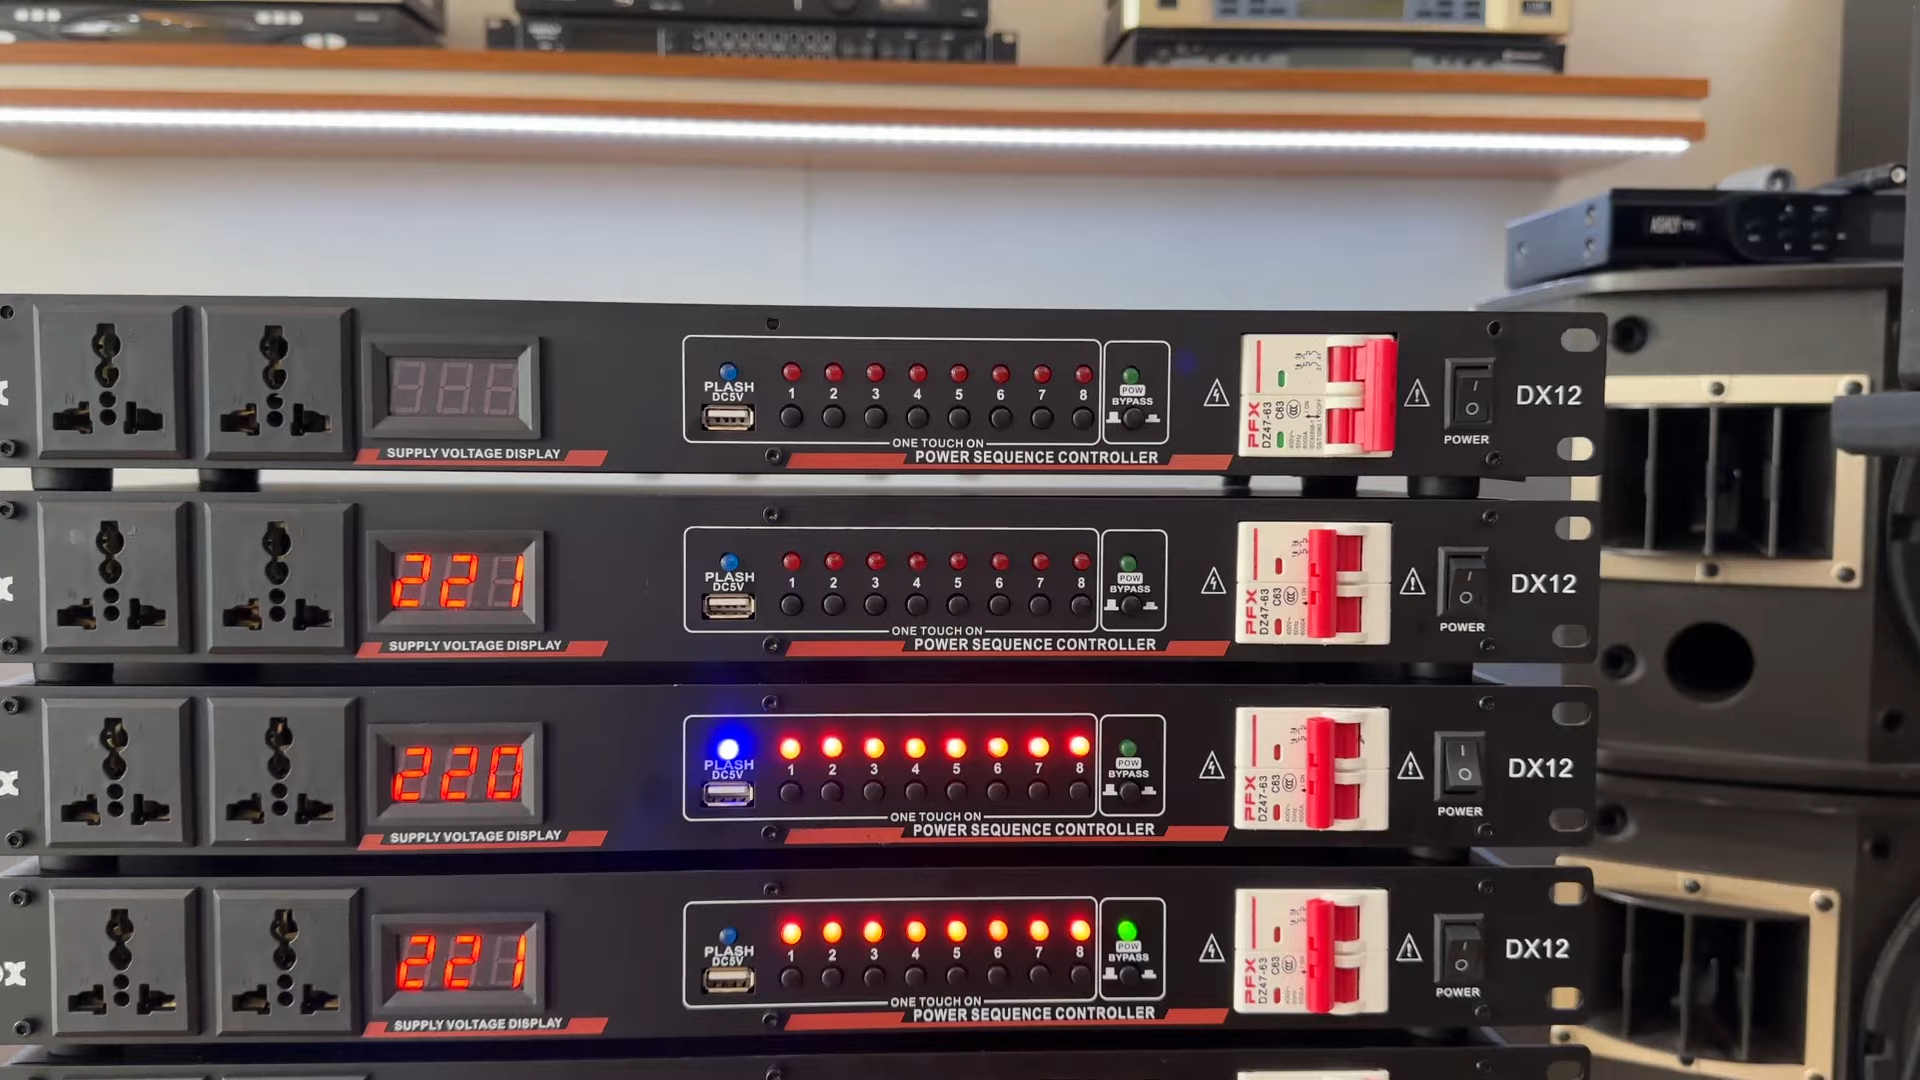 ASHLY
PLASH
DC5V
1 2 3 4 5 6 7 8
POW
BYPASS
ONE TOUCH ON
SUPPLY VOLTAGE DISPLAY
POWER SEQUENCE CONTROLLER
PFX
DZ47-63
C63
POWER
DX12
221
PLASH
DC5V
1 2 3 4 5 6 7 8
POW
BYPASS
ONE TOUCH ON
SUPPLY VOLTAGE DISPLAY
POWER SEQUENCE CONTROLLER
PFX
DZ47-63
C63
POWER
DX12
220
PLASH
DC5V
1 2 3 4 5 6 7 8
POW
BYPASS
ONE TOUCH ON
SUPPLY VOLTAGE DISPLAY
POWER SEQUENCE CONTROLLER
PFX
DZ47-63
C63
POWER
DX12
221
PLASH
DC5V
1 2 3 4 5 6 7 8
POW
BYPASS
ONE TOUCH ON
SUPPLY VOLTAGE DISPLAY
POWER SEQUENCE CONTROLLER
PFX
DZ47-63
C63
POWER
DX12